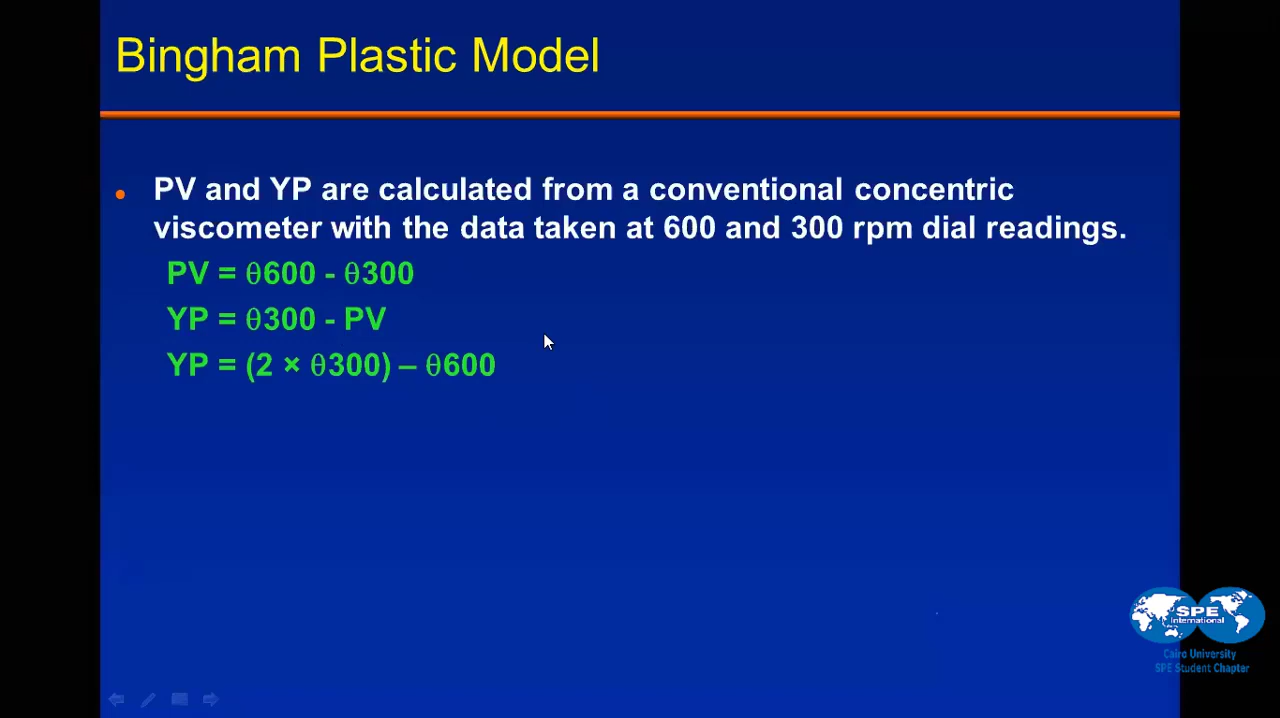 Bingham Plastic Model
• PV and YP are calculated from a conventional concentric
viscometer with the data taken at 600 and 300 rpm dial readings.
PV = θ600 - θ300
YP = θ300 - PV
YP = (2 × θ300) – θ600
SPE
International
Cairo University
SPE Student Chapter